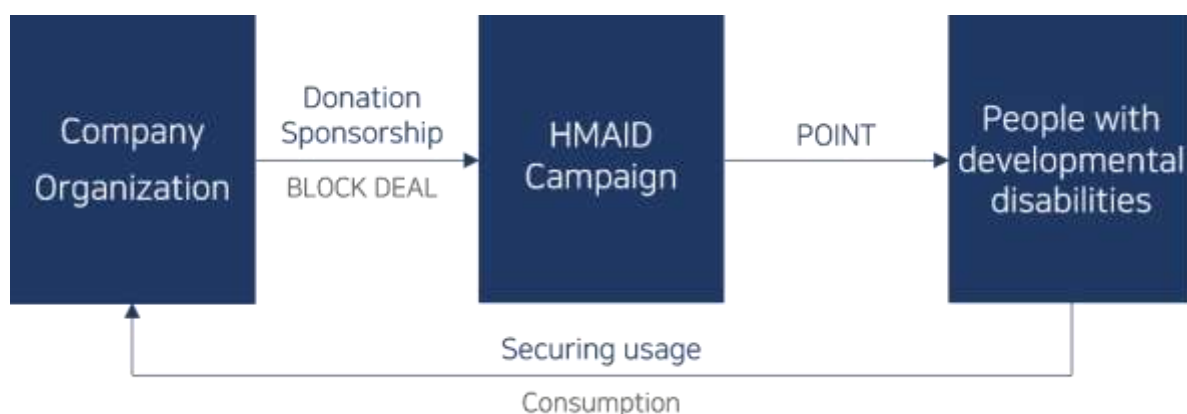 Company
Organization
Donation
Sponsorship
BLOCK DEAL
HMAID
Campaign
POINT
People with
developmental
disabilities
Securing usage
Consumption